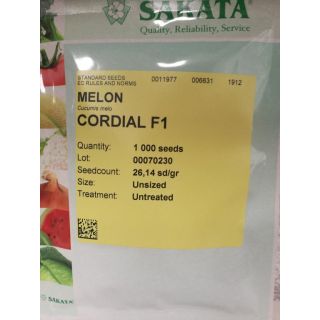 SAKATA
Quality, Reliability, Service
STANDARD SEEDS 0011977 006631 1912
EC RULES AND NORMS
MELON
Cucumis melo
CORDIAL F1
Quantity: 1 000 seeds
Lot: 00070230
Seedcount: 26,14 sd/gr
Size: Unsized
Treatment: Untreated
SAKATA